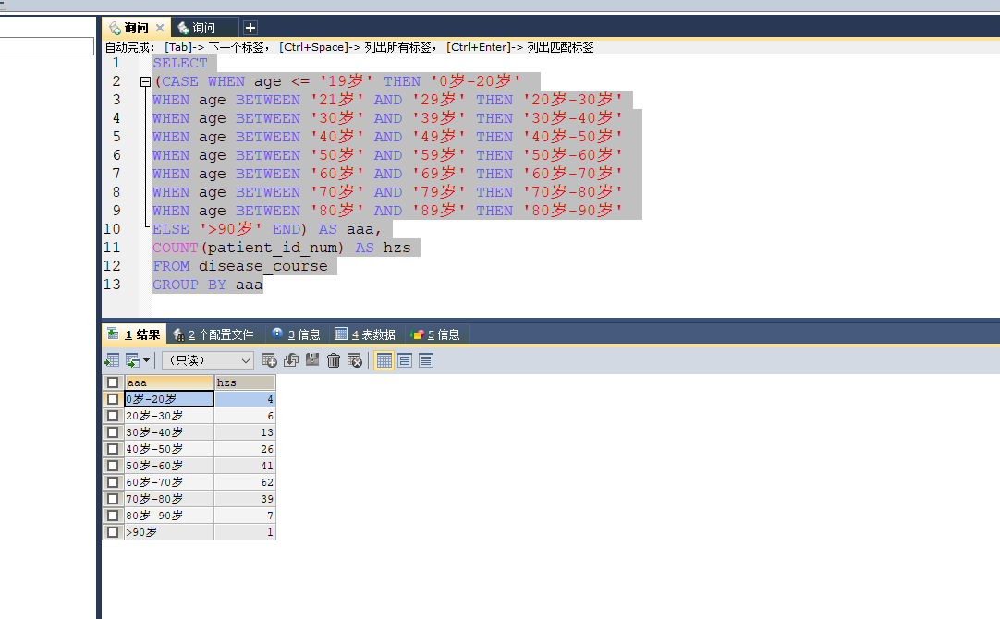 询问 询问
自动完成: [Tab]-> 下一个标签, [Ctrl+Space]-> 列出所有标签, [Ctrl+Enter]-> 列出匹配标签
1 SELECT
2 (CASE WHEN age <= '19岁' THEN '0岁-20岁'
3 WHEN age BETWEEN '21岁' AND '29岁' THEN '20岁-30岁'
4 WHEN age BETWEEN '30岁' AND '39岁' THEN '30岁-40岁'
5 WHEN age BETWEEN '40岁' AND '49岁' THEN '40岁-50岁'
6 WHEN age BETWEEN '50岁' AND '59岁' THEN '50岁-60岁'
7 WHEN age BETWEEN '60岁' AND '69岁' THEN '60岁-70岁'
8 WHEN age BETWEEN '70岁' AND '79岁' THEN '70岁-80岁'
9 WHEN age BETWEEN '80岁' AND '89岁' THEN '80岁-90岁'
10 ELSE '>90岁' END) AS aaa,
11 COUNT(patient_id_num) AS hzs
12 FROM disease_course
13 GROUP BY aaa
1 结果 2 个配置文件 3 信息 4 表数据 5 信息
(只读)
aaa hzs
0岁-20岁 4
20岁-30岁 6
30岁-40岁 13
40岁-50岁 26
50岁-60岁 41
60岁-70岁 62
70岁-80岁 39
80岁-90岁 7
>90岁 1